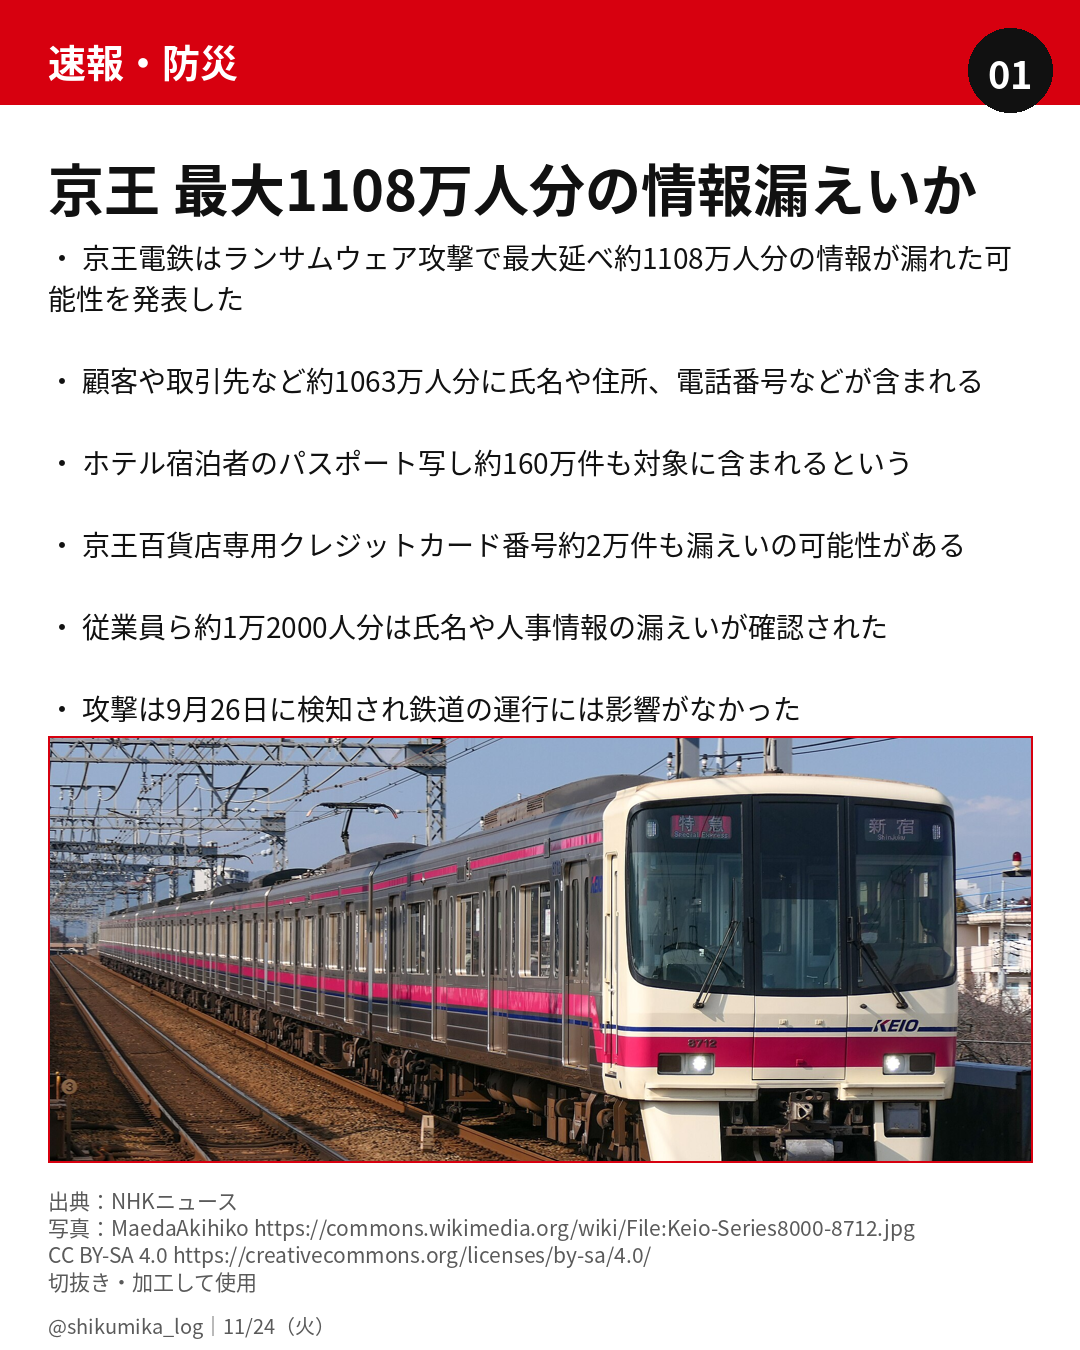 速報・防災
01
京王 最大1108万人分の情報漏えいか
・ 京王電鉄はランサムウェア攻撃で最大延べ約1108万人分の情報が漏れた可
能性を発表した
・ 顧客や取引先など約1063万人分に氏名や住所、電話番号などが含まれる
・ ホテル宿泊者のパスポート写し約160万件も対象に含まれるという
・ 京王百貨店専用クレジットカード番号約2万件も漏えいの可能性がある
・ 従業員ら約1万2000人分は氏名や人事情報の漏えいが確認された
・ 攻撃は9月26日に検知され鉄道の運行には影響がなかった
特急
Special Express
新宿
Shinjuku
KEIO
8712
出典：NHKニュース
写真：MaedaAkihiko https://commons.wikimedia.org/wiki/File:Keio-Series8000-8712.jpg
CC BY-SA 4.0 https://creativecommons.org/licenses/by-sa/4.0/
切抜き・加工して使用
@shikumika_log｜11/24（火）